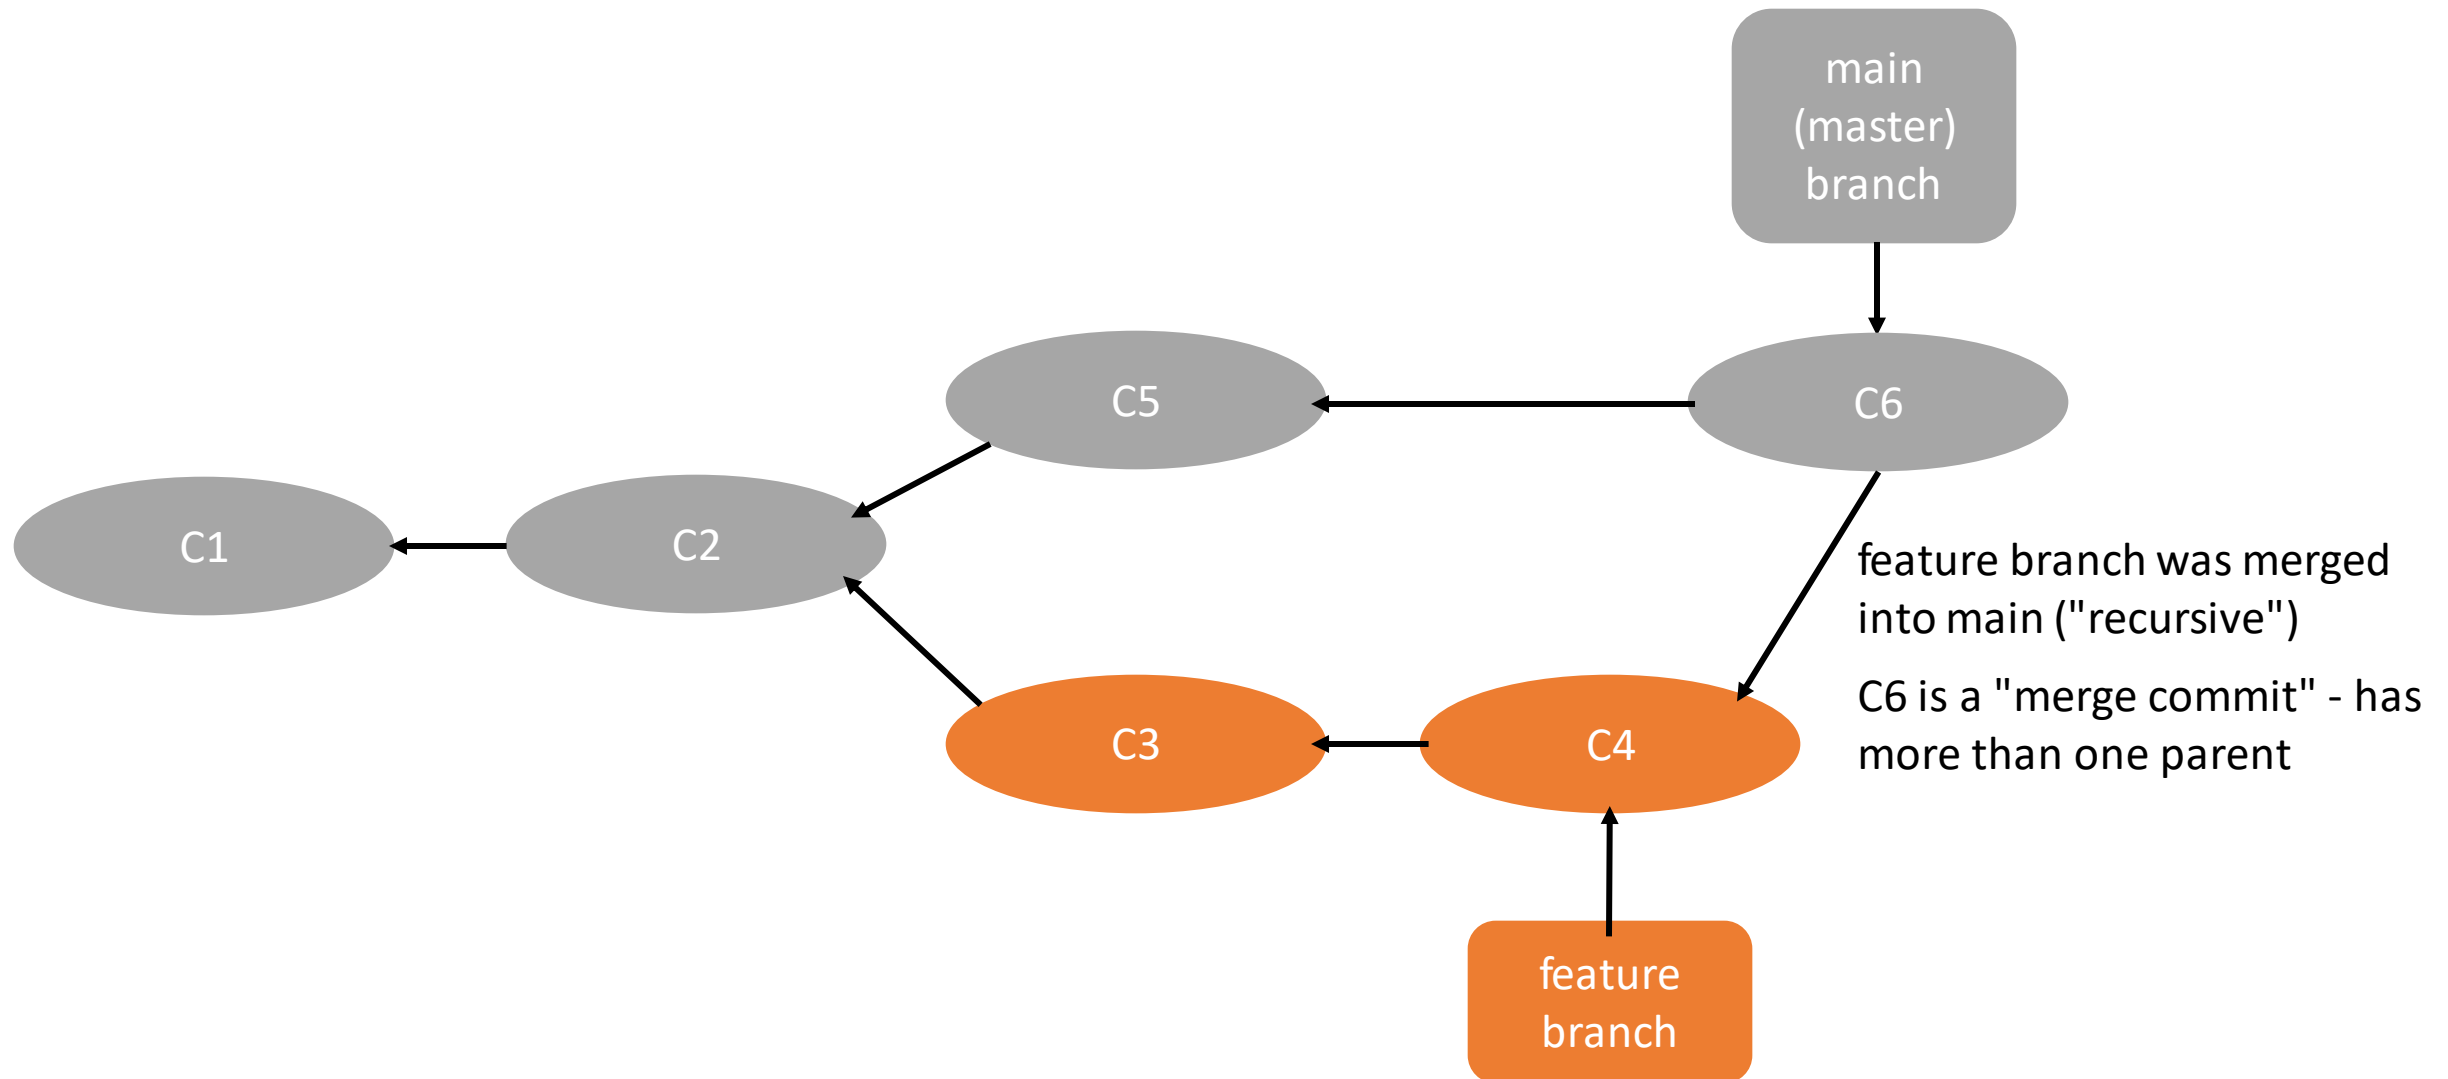 main
(master)
branch
C5
C6
C1
C2
feature branch was merged
into main ("recursive")
C6 is a "merge commit" - has
more than one parent
C3
C4
feature
branch